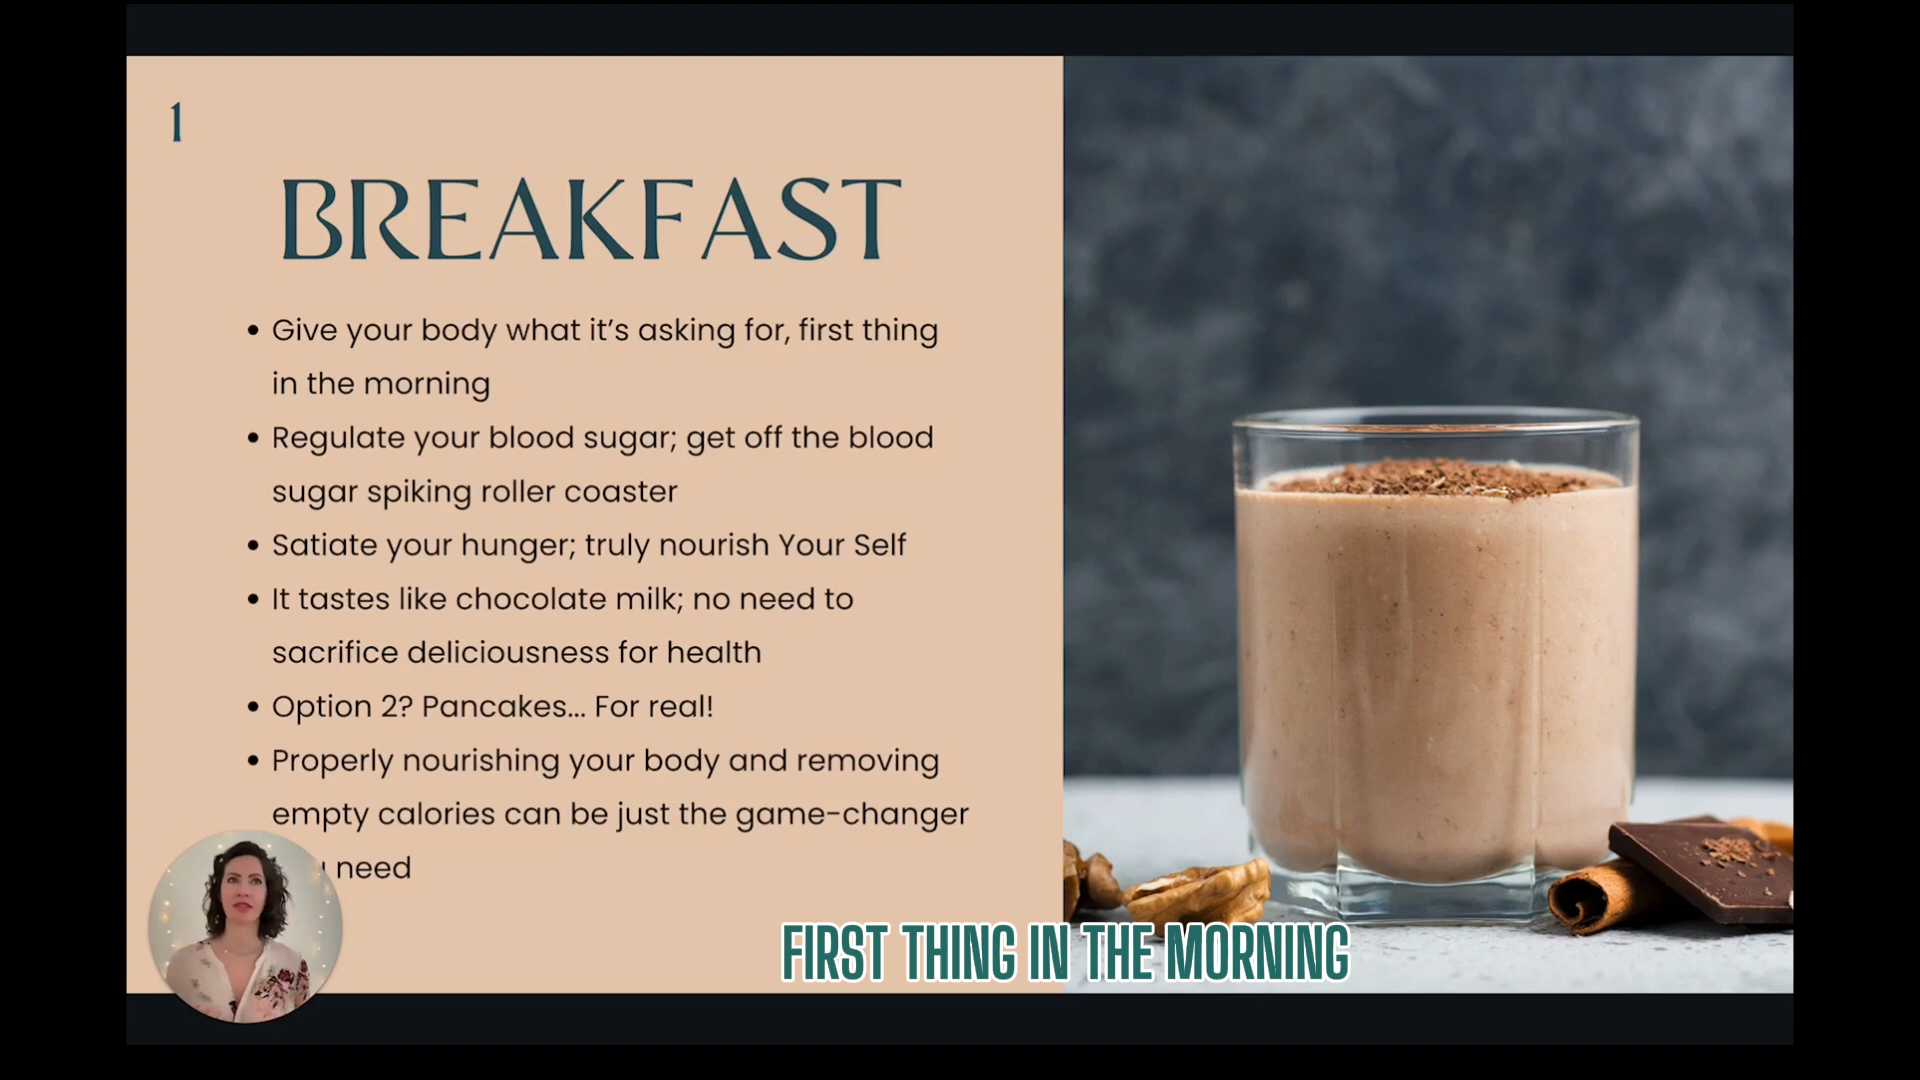 1
BREAKFAST
• Give your body what it’s asking for, first thing
in the morning
• Regulate your blood sugar; get off the blood
sugar spiking roller coaster
• Satiate your hunger; truly nourish Your Self
• It tastes like chocolate milk; no need to
sacrifice deliciousness for health
• Option 2? Pancakes... For real!
• Properly nourishing your body and removing
empty calories can be just the game-changer
need
FIRST THING IN THE MORNING